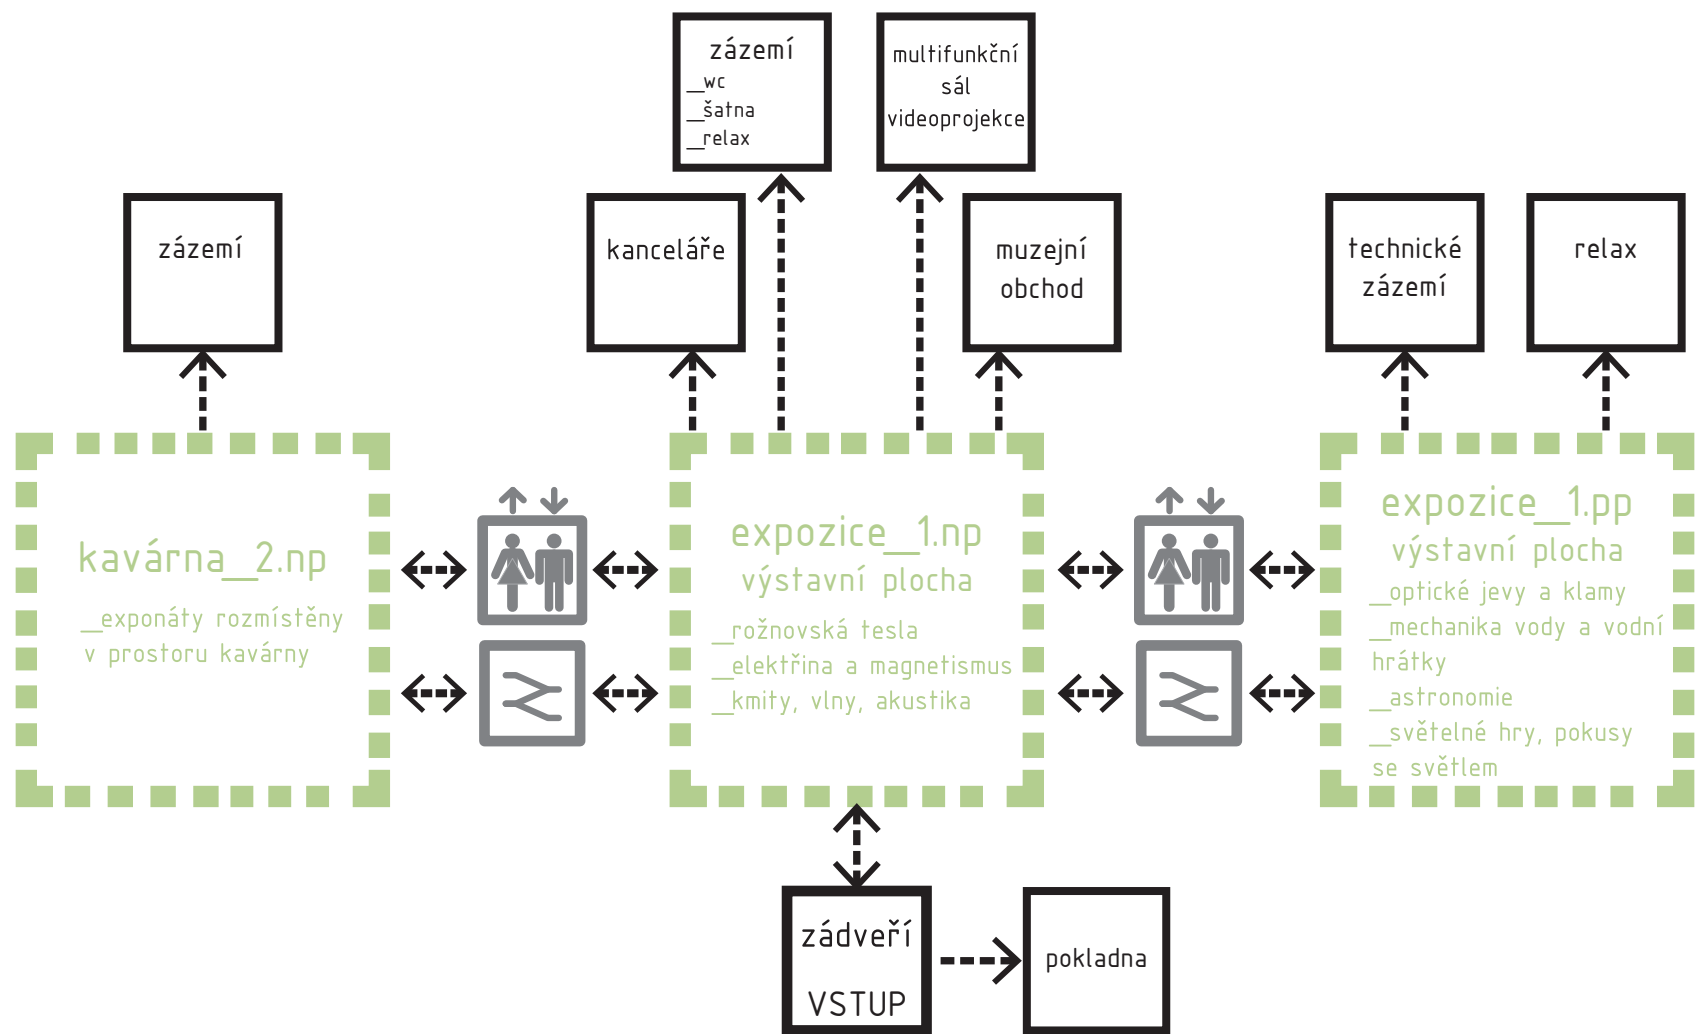 zázemí
__wc
__šatna
__relax
multifunkční
sál
videoprojekce
zázemí
kanceláře
muzejní
obchod
technické
zázemí
relax
kavárna__2.np
__exponáty rozmístěny
v prostoru kavárny
expozice__1.np
výstavní plocha
__rožnovská tesla
__elektřina a magnetismus
__kmity, vlny, akustika
expozice__1.pp
výstavní plocha
__optické jevy a klamy
__mechanika vody a vodní
hrátky
__astronomie
__světelné hry, pokusy
se světlem
zádveří
VSTUP
pokladna